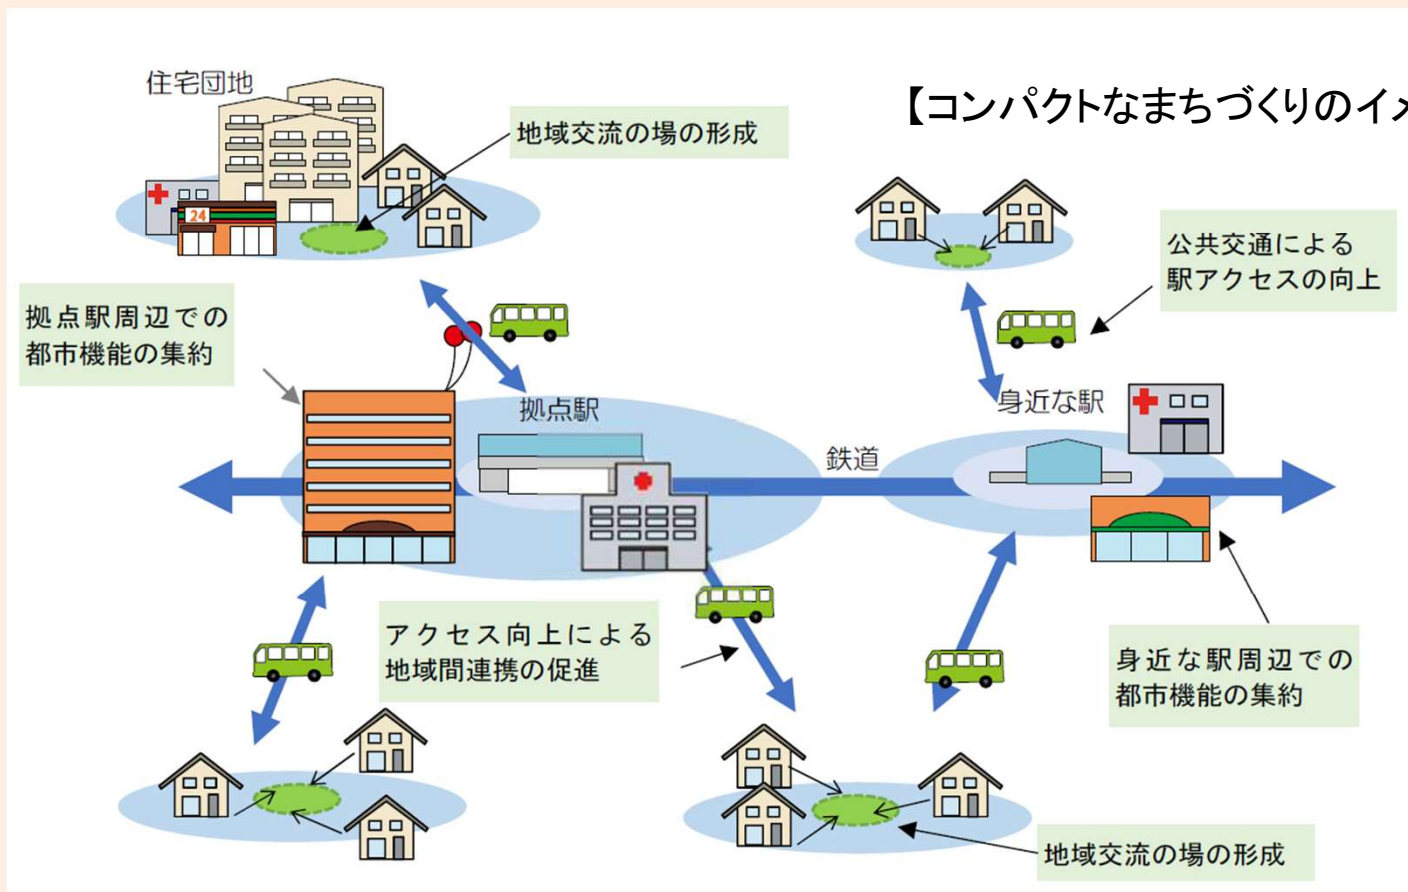 住宅団地
【コンパクトなまちづくりのイメ
地域交流の場の形成
24
公共交通による
駅アクセスの向上
拠点駅周辺での
都市機能の集約
拠点駅
身近な駅
鉄道
アクセス向上による
地域間連携の促進
身近な駅周辺での
都市機能の集約
地域交流の場の形成